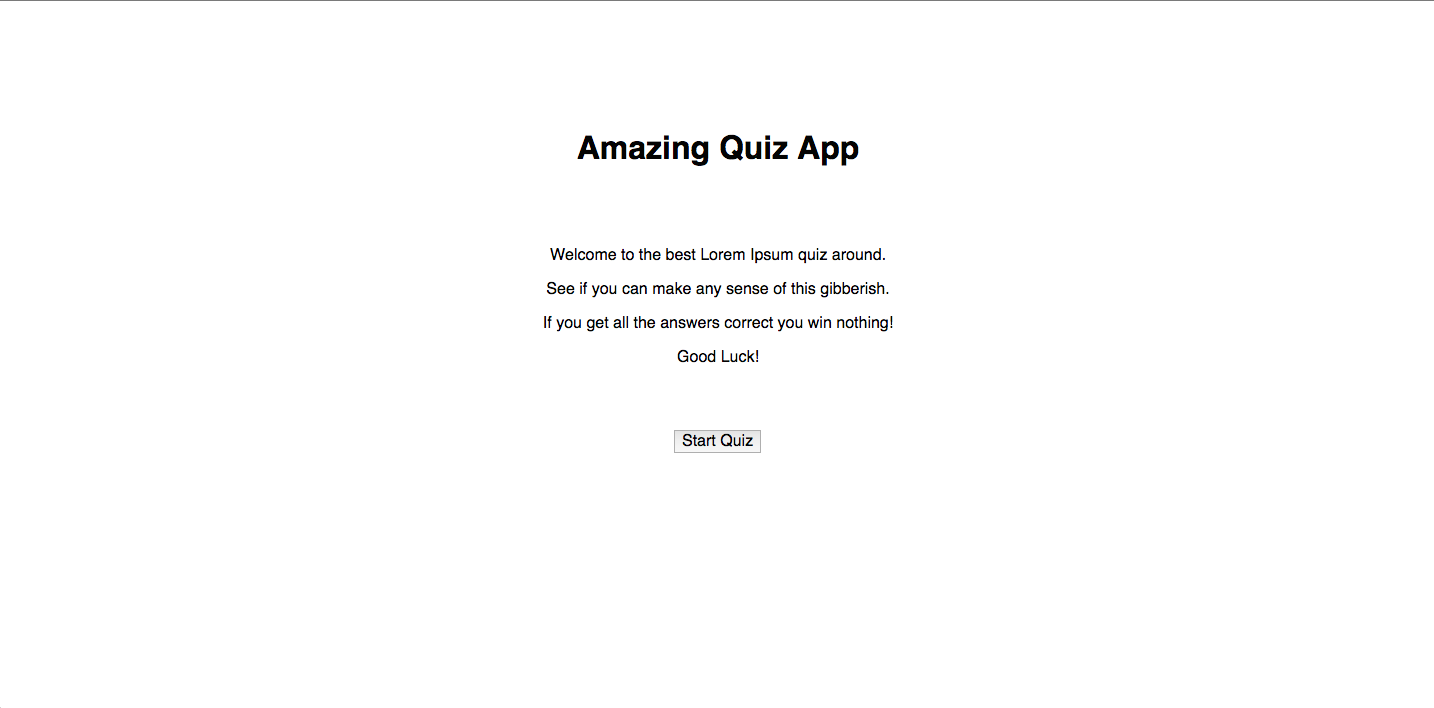 Amazing Quiz App
Welcome to the best Lorem Ipsum quiz around.
See if you can make any sense of this gibberish.
If you get all the answers correct you win nothing!
Good Luck!
Start Quiz